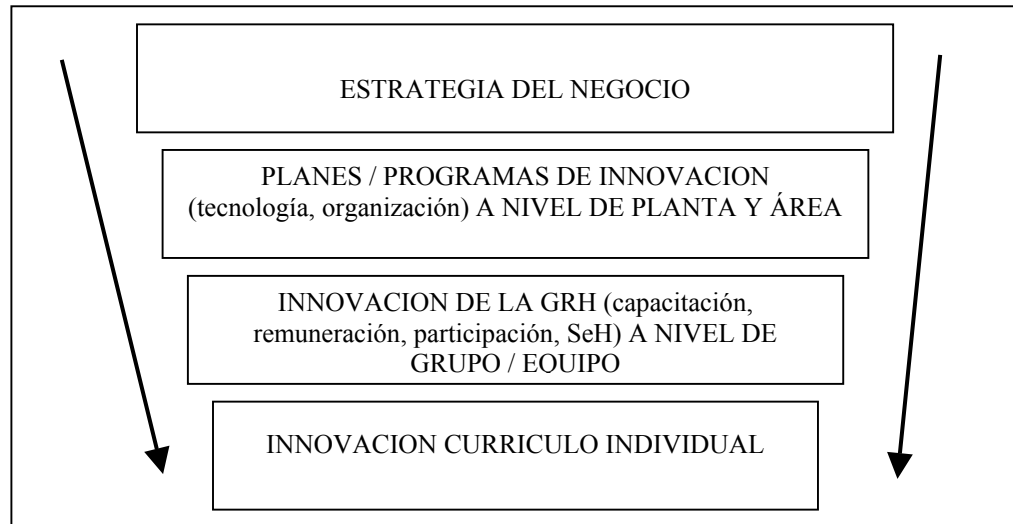 ESTRATEGIA DEL NEGOCIO
PLANES / PROGRAMAS DE INNOVACION
(tecnología, organización) A NIVEL DE PLANTA Y ÁREA
INNOVACION DE LA GRH (capacitación,
remuneración, participación, SeH) A NIVEL DE
GRUPO / EQUIPO
INNOVACION CURRICULO INDIVIDUAL